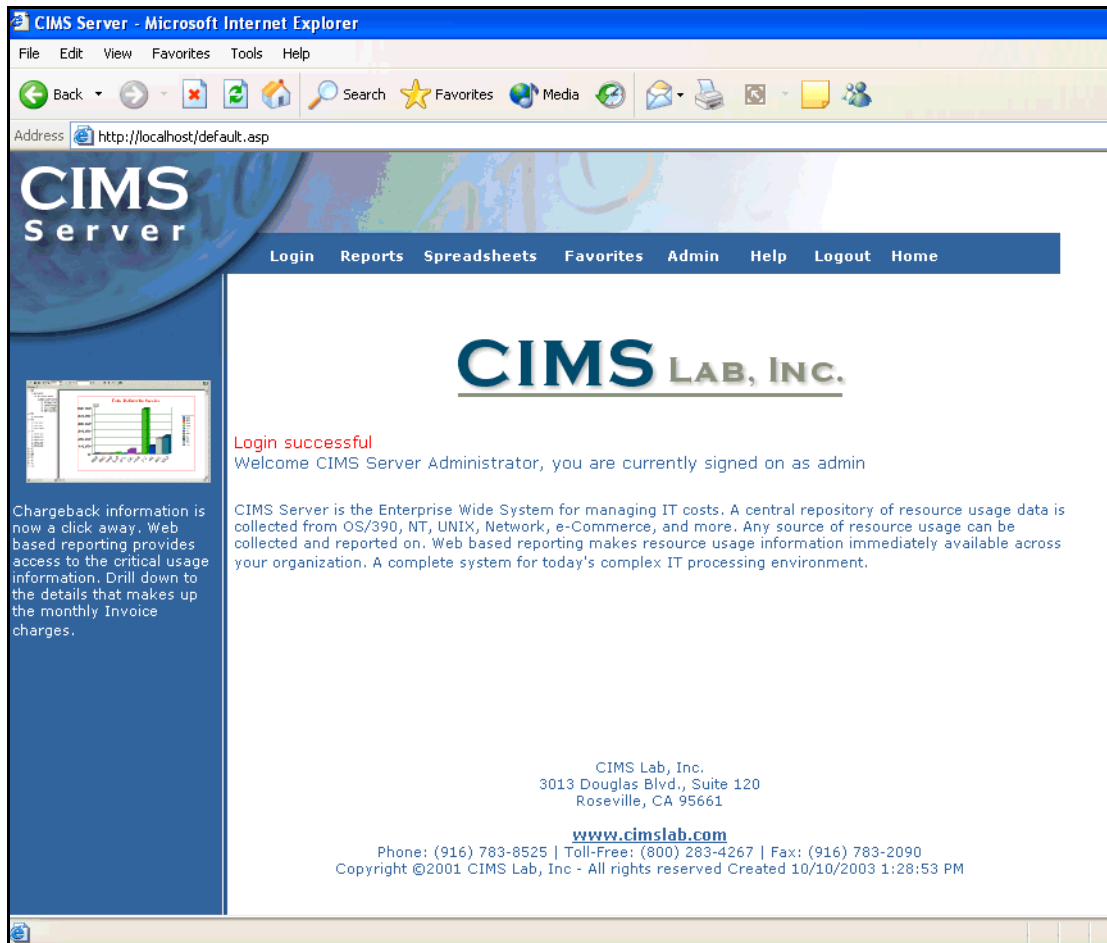 CIMS Server - Microsoft Internet Explorer
File Edit View Favorites Tools Help
Back Search Favorites Media
Address http://localhost/default.asp
CIMS
Server
Login Reports Spreadsheets Favorites Admin Help Logout Home
CIMS LAB, INC.
Login successful
Welcome CIMS Server Administrator, you are currently signed on as admin
Chargeback information is
now a click away. Web
based reporting provides
access to the critical usage
information. Drill down to
the details that makes up
the monthly Invoice
charges.
CIMS Server is the Enterprise Wide System for managing IT costs. A central repository of resource usage data is
collected from OS/390, NT, UNIX, Network, e-Commerce, and more. Any source of resource usage can be
collected and reported on. Web based reporting makes resource usage information immediately available across
your organization. A complete system for today's complex IT processing environment.
CIMS Lab, Inc.
3013 Douglas Blvd., Suite 120
Roseville, CA 95661
www.cimslab.com
Phone: (916) 783-8525 | Toll-Free: (800) 283-4267 | Fax: (916) 783-2090
Copyright ©2001 CIMS Lab, Inc - All rights reserved Created 10/10/2003 1:28:53 PM